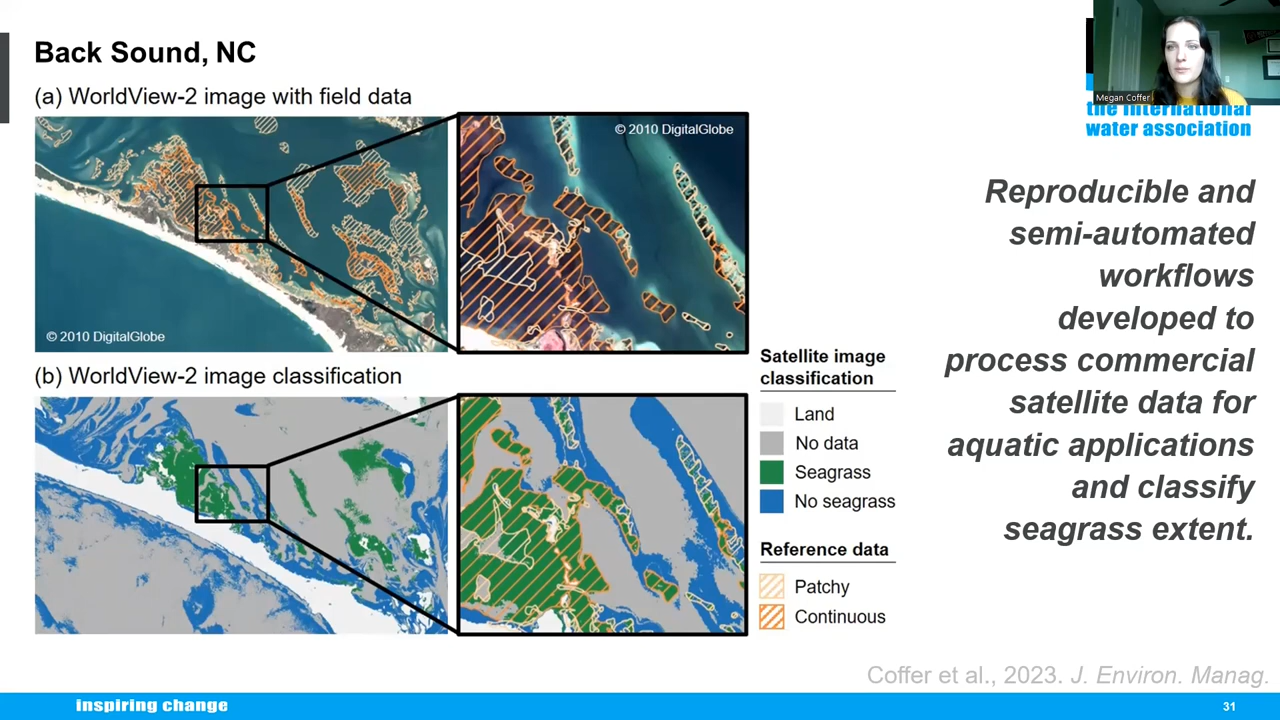 Back Sound, NC
(a) WorldView-2 image with field data
© 2010 DigitalGlobe
© 2010 DigitalGlobe
(b) WorldView-2 image classification
Satellite image
classification
Land
No data
Seagrass
No seagrass
Reference data
Patchy
Continuous
Megan Coffer
the international
water association
Reproducible and
semi-automated
workflows
developed to
process commercial
satellite data for
aquatic applications
and classify
seagrass extent.
Coffer et al., 2023. J. Environ. Manag.
inspiring change
31